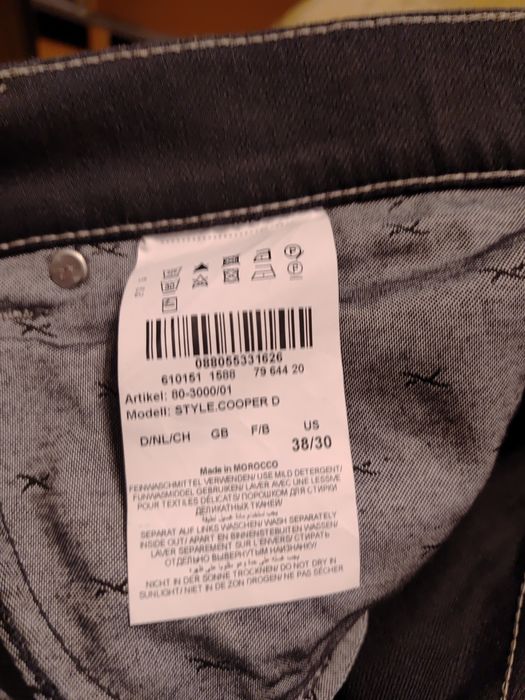 088055331626
610151 1588 79 644 20
Artikel: 80-3000/01
Modell: STYLE.COOPER D
D/NL/CH GB F/B US
38/30
Made in MOROCCO
FEINWASCHMITTEL VERWENDEN/ USE MILD DETERGENT/
FIJNWASMIDDEL GEBRUIKEN/ LAVER AVEC UNE LESSIVE
POUR TEXTILES DÉLICATS/ ПОРОШКОМ ДЛЯ СТИРКИ
ДЕЛИКАТНЫХ ТКАНЕЙ/
SEPARAT AUF LINKS WASCHEN/ WASH SEPARATELY
INSIDE OUT/ APART EN BINNENSTEBUITEN WASSEN/
LAVER SEPAREMENT SUR L'ENVERS/ СТИРАТЬ
ОТДЕЛЬНО ВЫВЕРНУТЫМ НАИЗНАНКУ/
NICHT IN DER SONNE TROCKNEN/ DO NOT DRY IN
SUNLIGHT/ NIET IN DE ZON DROGEN/ NE PAS SÉCHER